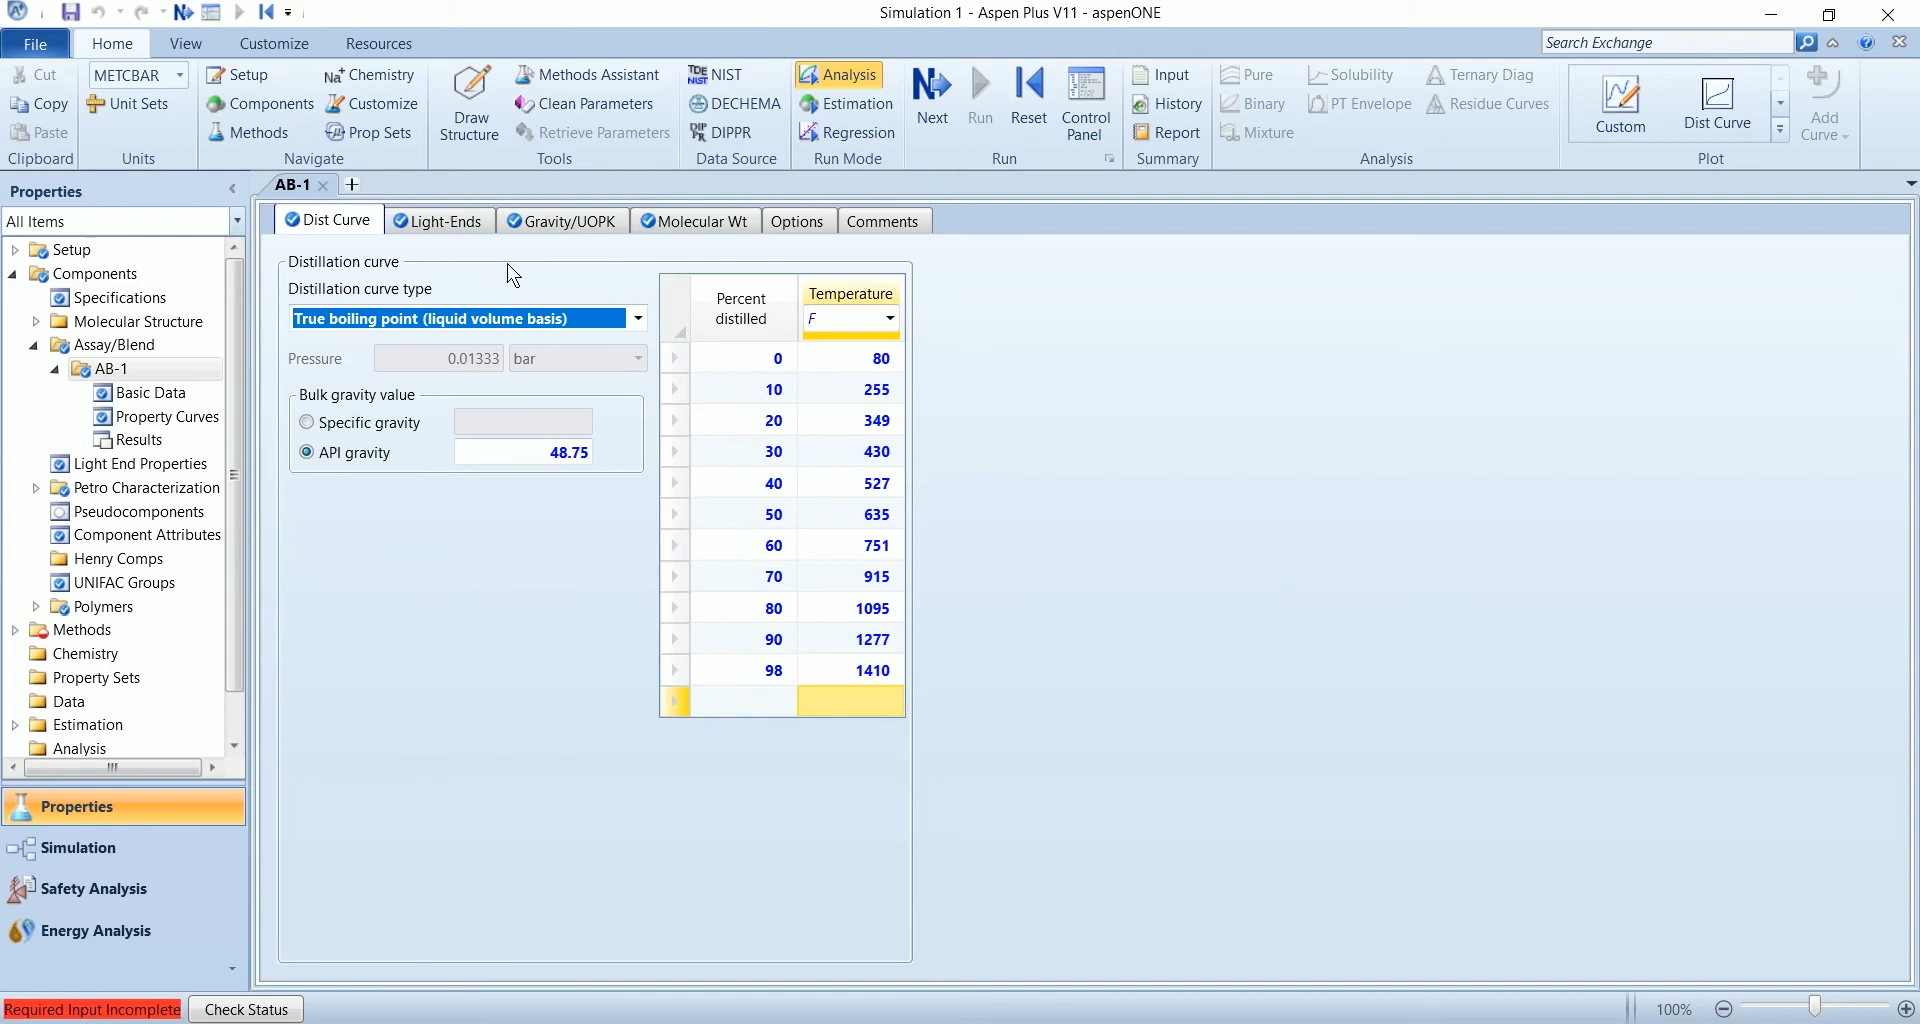 Simulation 1 - Aspen Plus V11 - aspenONE
File Home View Customize Resources Search Exchange
Cut METCBAR Setup Na+ Chemistry Methods Assistant TDE NIST NIST Analysis Input Pure Solubility Ternary Diag
Copy Unit Sets Components Customize Clean Parameters DECHEMA Estimation History Binary PT Envelope Residue Curves
Paste Methods Prop Sets Retrieve Parameters DIPPR Regression Report Mixture
Draw Structure Next Run Reset Control Panel Custom Dist Curve Add Curve
Clipboard Units Navigate Tools Data Source Run Mode Run Summary Analysis Plot
Properties
All Items
Setup
Components
Specifications
Molecular Structure
Assay/Blend
AB-1
Basic Data
Property Curves
Results
Light End Properties
Petro Characterization
Pseudocomponents
Component Attributes
Henry Comps
UNIFAC Groups
Polymers
Methods
Chemistry
Property Sets
Data
Estimation
Analysis
Properties
Simulation
Safety Analysis
Energy Analysis
AB-1
Dist Curve Light-Ends Gravity/UOPK Molecular Wt Options Comments
Distillation curve
Distillation curve type
True boiling point (liquid volume basis)
Pressure 0.01333 bar
Bulk gravity value
Specific gravity
API gravity 48.75
Percent distilled Temperature
F
0 80
10 255
20 349
30 430
40 527
50 635
60 751
70 915
80 1095
90 1277
98 1410
Required Input Incomplete Check Status 100%